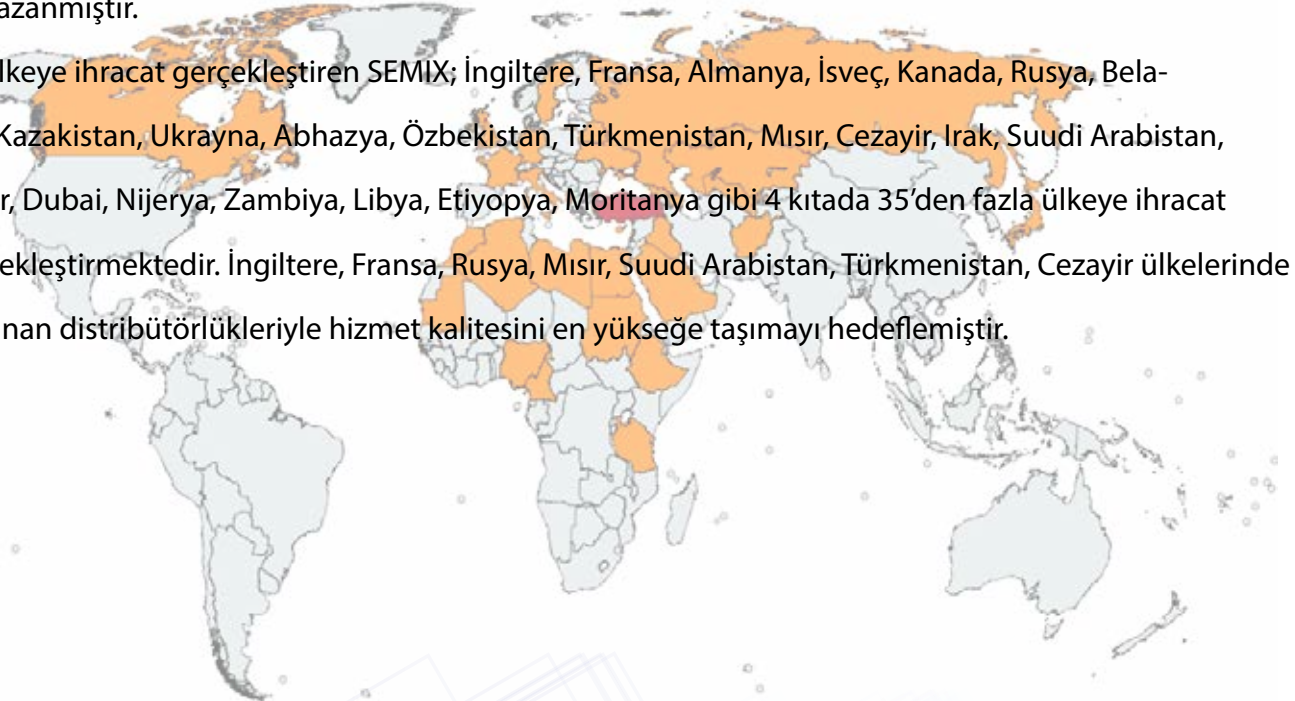 azanmıştır.
lkeye ihracat gerçekleştiren SEMIX; İngiltere, Fransa, Almanya, İsveç, Kanada, Rusya, Bela-
Kazakistan, Ukrayna, Abhazya, Özbekistan, Türkmenistan, Mısır, Cezayir, Irak, Suudi Arabistan,
r, Dubai, Nijerya, Zambiya, Libya, Etiyopya, Moritanya gibi 4 kıtada 35’den fazla ülkeye ihracat
ekleştirmektedir. İngiltere, Fransa, Rusya, Mısır, Suudi Arabistan, Türkmenistan, Cezayir ülkelerinde
nan distribütörlükleriyle hizmet kalitesini en yükseğe taşımayı hedeflemiştir.